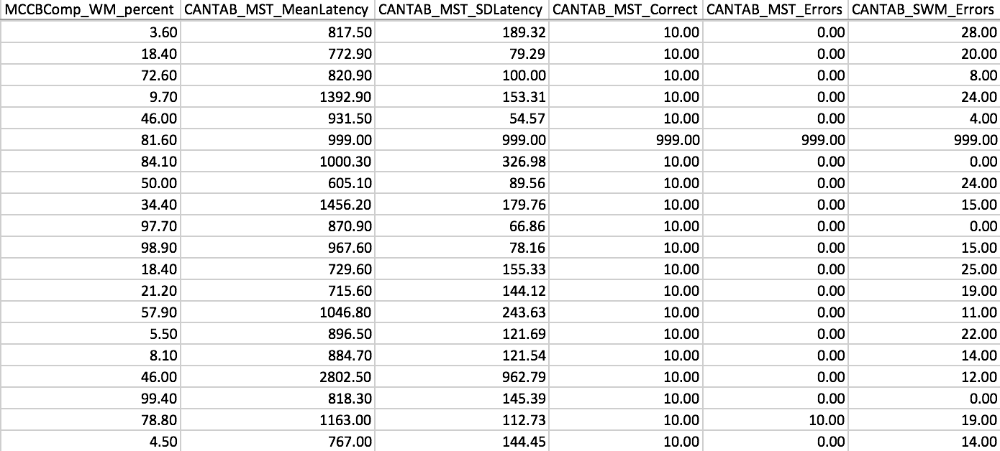 MCCBComp_WM_percent CANTAB_MST_MeanLatency CANTAB_MST_SDLatency CANTAB_MST_Correct CANTAB_MST_Errors CANTAB_SWM_Errors
3.60 817.50 189.32 10.00 0.00 28.00
18.40 772.90 79.29 10.00 0.00 20.00
72.60 820.90 100.00 10.00 0.00 8.00
9.70 1392.90 153.31 10.00 0.00 24.00
46.00 931.50 54.57 10.00 0.00 4.00
81.60 999.00 999.00 999.00 999.00 999.00
84.10 1000.30 326.98 10.00 0.00 0.00
50.00 605.10 89.56 10.00 0.00 24.00
34.40 1456.20 179.76 10.00 0.00 15.00
97.70 870.90 66.86 10.00 0.00 0.00
98.90 967.60 78.16 10.00 0.00 15.00
18.40 729.60 155.33 10.00 0.00 25.00
21.20 715.60 144.12 10.00 0.00 19.00
57.90 1046.80 243.63 10.00 0.00 11.00
5.50 896.50 121.69 10.00 0.00 22.00
8.10 884.70 121.54 10.00 0.00 14.00
46.00 2802.50 962.79 10.00 0.00 12.00
99.40 818.30 145.39 10.00 0.00 0.00
78.80 1163.00 112.73 10.00 10.00 19.00
4.50 767.00 144.45 10.00 0.00 14.00